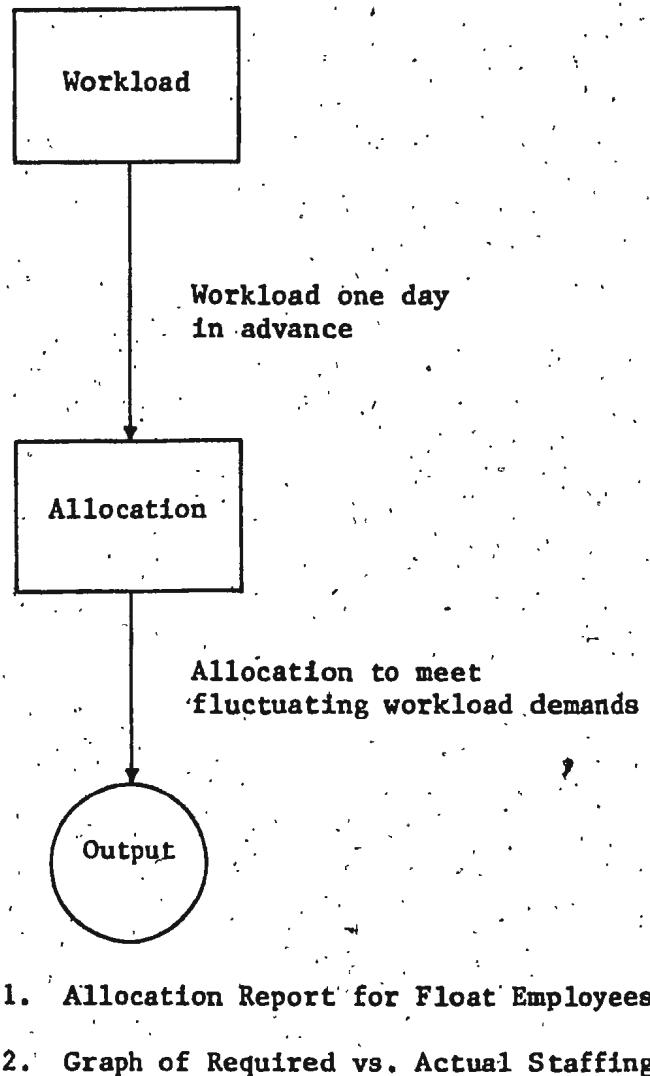 Workload
Workload one day
in advance
Allocation
Allocation to meet
fluctuating workload demands
Output
1. Allocation Report for Float Employees
2. Graph of Required vs. Actual Staffing